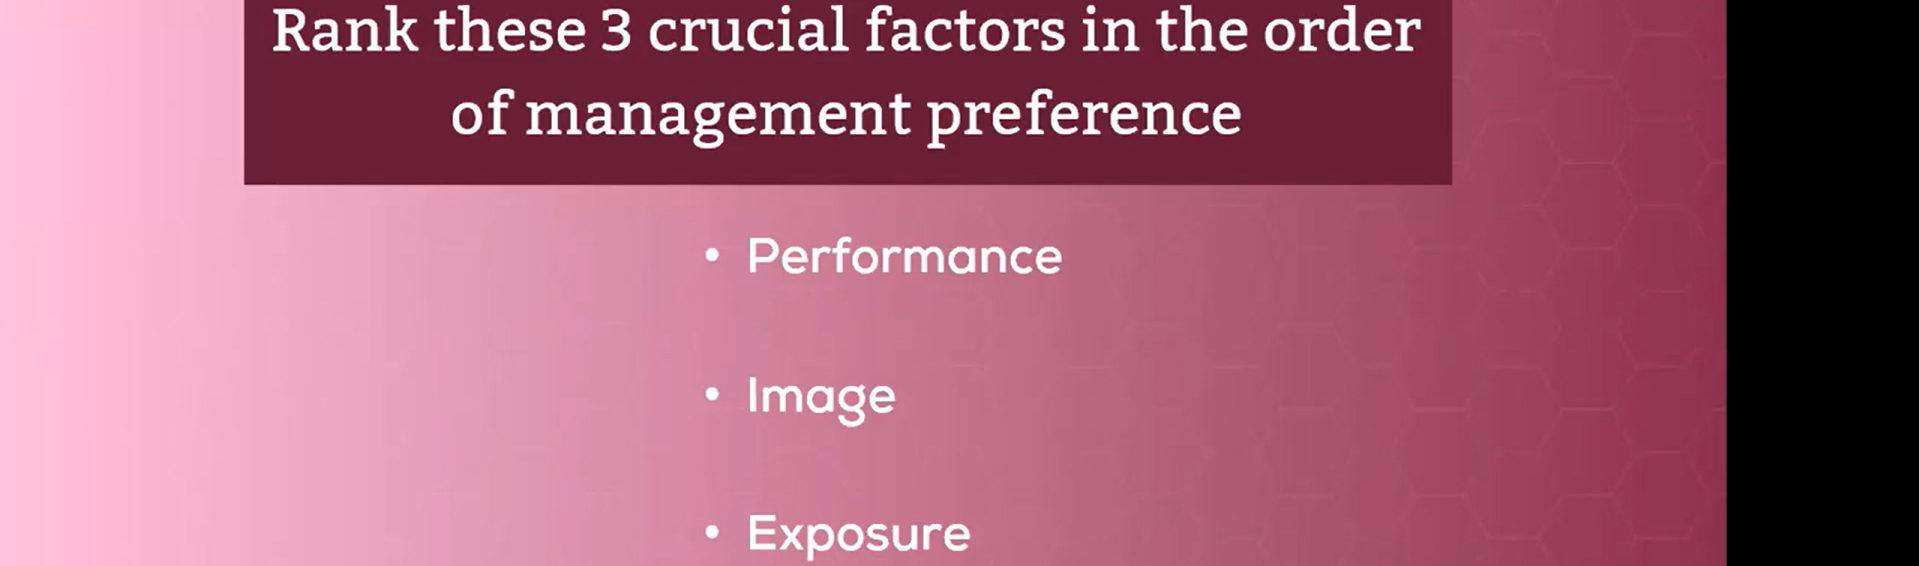 Rank these 3 crucial factors in the order
of management preference
• Performance
• Image
• Exposure